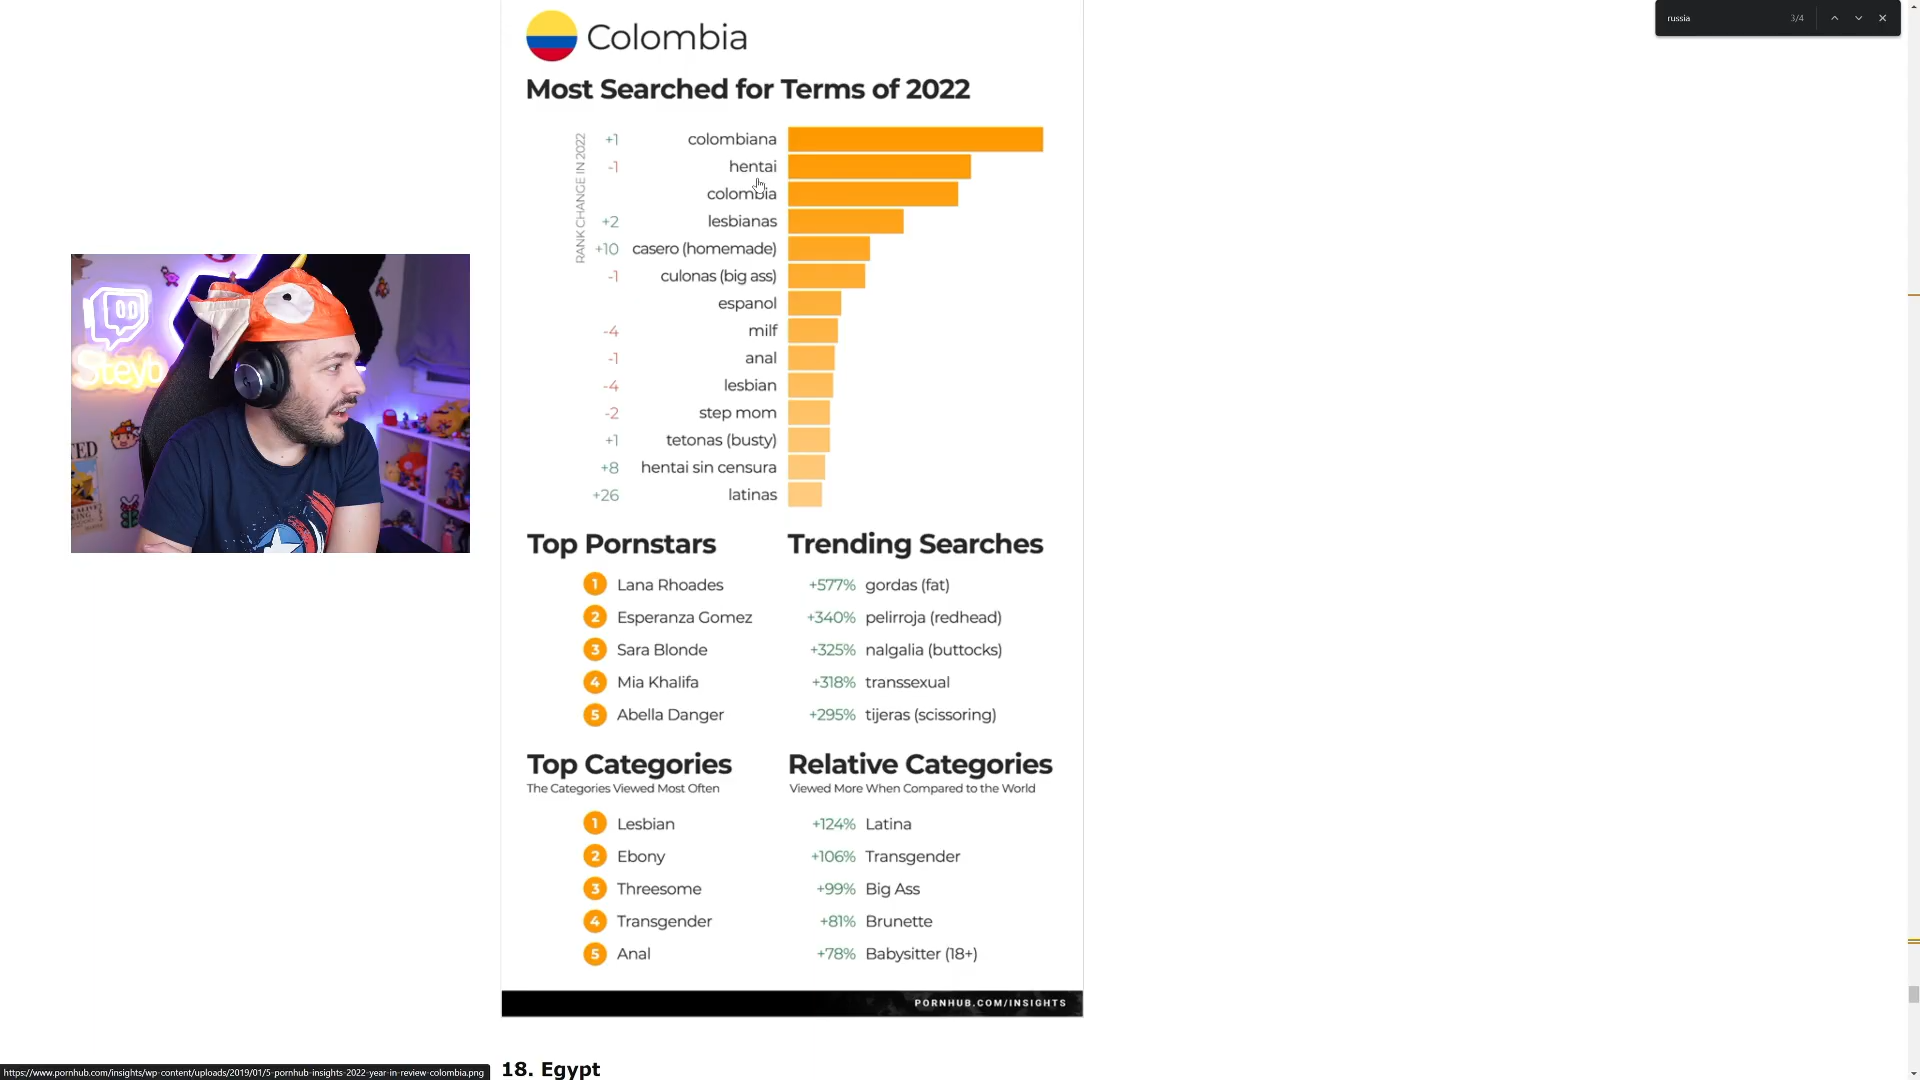 russia 3/4
Colombia
Most Searched for Terms of 2022
RANK CHANGE IN 2022
+1 colombiana
-1 hentai
colombia
+2 lesbianas
+10 casero (homemade)
-1 culonas (big ass)
espanol
-4 milf
-1 anal
-4 lesbian
-2 step mom
+1 tetonas (busty)
+8 hentai sin censura
+26 latinas
Steyb
Top Pornstars
1 Lana Rhoades
2 Esperanza Gomez
3 Sara Blonde
4 Mia Khalifa
5 Abella Danger
Trending Searches
+577% gordas (fat)
+340% pelirroja (redhead)
+325% nalgalia (buttocks)
+318% transsexual
+295% tijeras (scissoring)
Top Categories
The Categories Viewed Most Often
1 Lesbian
2 Ebony
3 Threesome
4 Transgender
5 Anal
Relative Categories
Viewed More When Compared to the World
+124% Latina
+106% Transgender
+99% Big Ass
+81% Brunette
+78% Babysitter (18+)
PORNHUB.COM/INSIGHTS
18. Egypt
https://www.pornhub.com/insights/wp-content/uploads/2019/01/5-pornhub-insights-2022-year-in-review-colombia.png